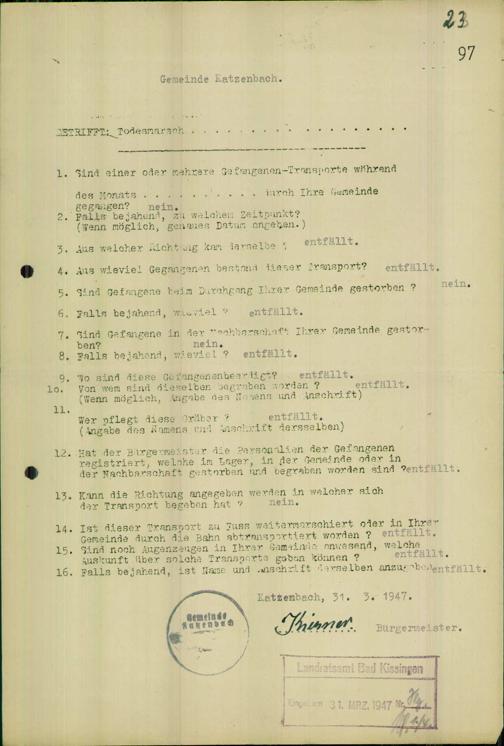 23
97
Gemeinde Katzenbach.
BETRIFFT: Todesmarsch . . . . . . . . . . . . . . . . . .
1. Sind einer oder mehrere Gefangenen-Transporte während
des Monats . . . . . . . . . . . durch Ihre Gemeinde
gegangen? nein.
2. Falls bejahend, zu welchem Zeitpunkt?
(Wenn möglich, genaues Datum angeben.)
3. Aus welcher Richtung kam derselbe ? entfällt.
4. Aus wieviel Gegangenen bestand dieser Transport? entfällt.
5. Sind Gefangene beim Durchgang Ihrer Gemeinde gestorben ? nein.
6. Falls bejahend, wieviel ? entfällt.
7. Sind Gefangene in der Nachbarschaft Ihrer Gemeinde gestor-
ben? nein.
8. Falls bejahend, wieviel ? entfällt.
9. Wo sind diese Gefangenenbeerdigt? entfällt.
1o. Von wem sind dieselben begraben worden ? entfällt.
(Wenn möglich, Angabe des Namens und Anschrift)
11.
Wer pflegt diese Gräber ? entfällt.
(Angabe des Namens und Anschrift dersselben)
12. Hat der Bürgermeister die Personalien der Gefangenen
registriert, welche im Lager, in der Gemeinde oder in
der Nachbarschaft gestorben und begraben worden sind ?entfällt.
13. Kann die Richtung angegeben werden in welcher sich
der Transport begeben hat ? nein.
14. Ist dieser Transport zu Fuss weitermarschiert oder in Ihrer
Gemeinde durch die Bahn abtransportiert worden ? entfällt.
15. Sind noch Augenzeugen in Ihrer Gemeinde anwesend, welche
Auskunft über solche Transporte geben können ? entfällt.
16. Falls bejahend, ist Name und Anschrift derselben anzugeben entfällt.
Katzenbach, 31. 3. 1947.
Gemeinde
Katzenbach
Bürgermeister.
Landratsamt Bad Kissingen
Eingelaufen 31. MRZ. 1947 Nr.